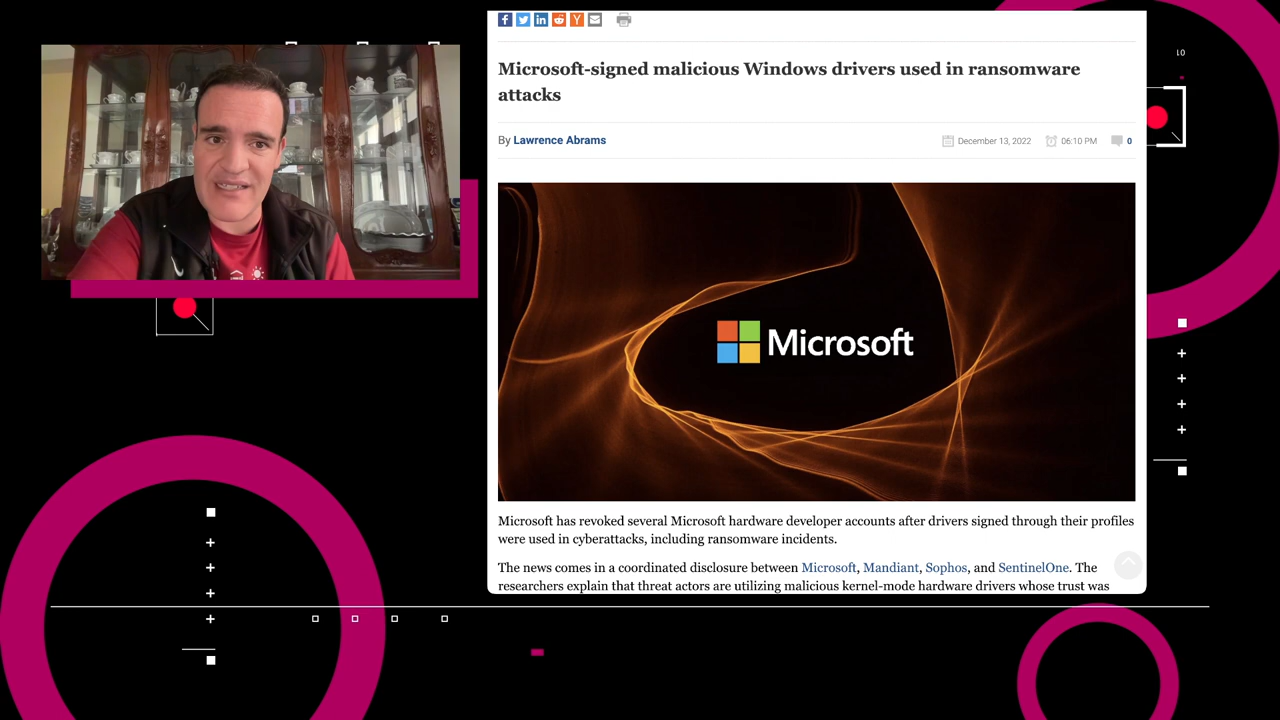 Microsoft-signed malicious Windows drivers used in ransomware
attacks
By Lawrence Abrams
December 13, 2022
06:10 PM
0
Microsoft
Microsoft has revoked several Microsoft hardware developer accounts after drivers signed through their profiles
were used in cyberattacks, including ransomware incidents.
The news comes in a coordinated disclosure between Microsoft, Mandiant, Sophos, and SentinelOne. The
researchers explain that threat actors are utilizing malicious kernel-mode hardware drivers whose trust was